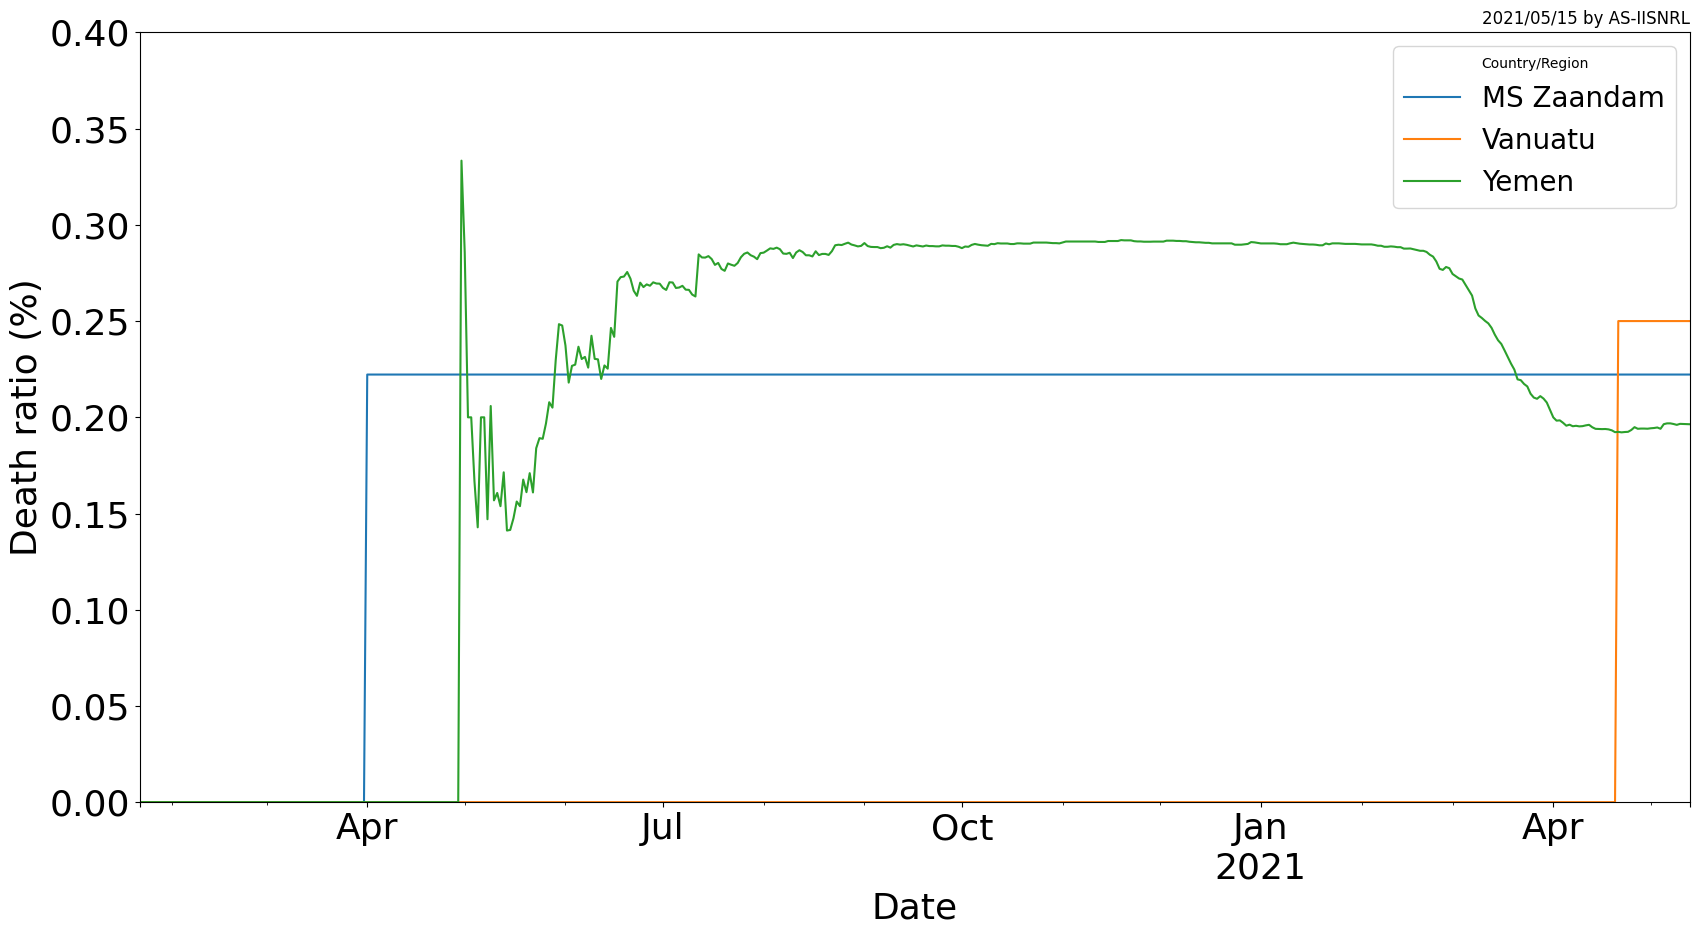 2021/05/15 by AS-IISNRL
Country/Region
MS Zaandam
Vanuatu
Yemen
Death ratio (%)
0.40
0.35
0.30
0.25
0.20
0.15
0.10
0.05
0.00
Apr Jul Oct Jan Apr
2021
Date